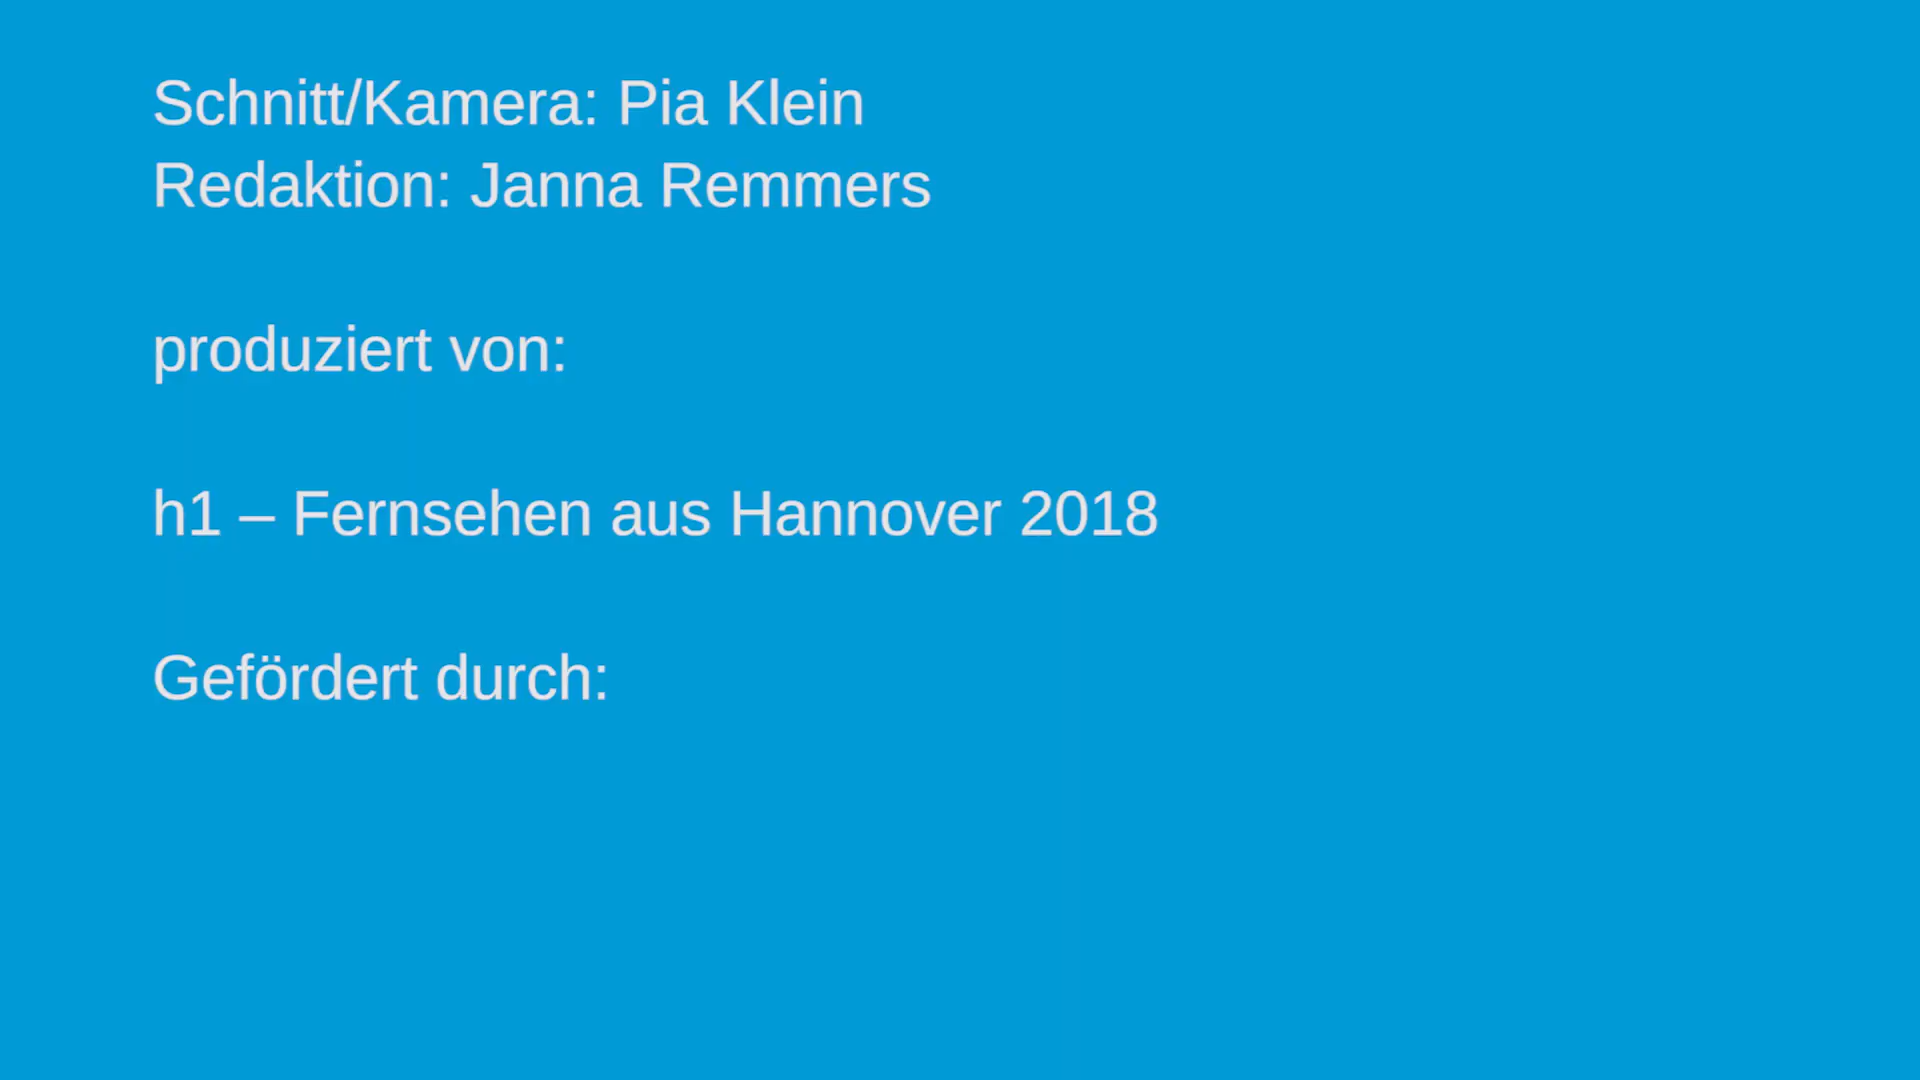 Schnitt/Kamera: Pia Klein
Redaktion: Janna Remmers
produziert von:
h1 – Fernsehen aus Hannover 2018
Gefördert durch: